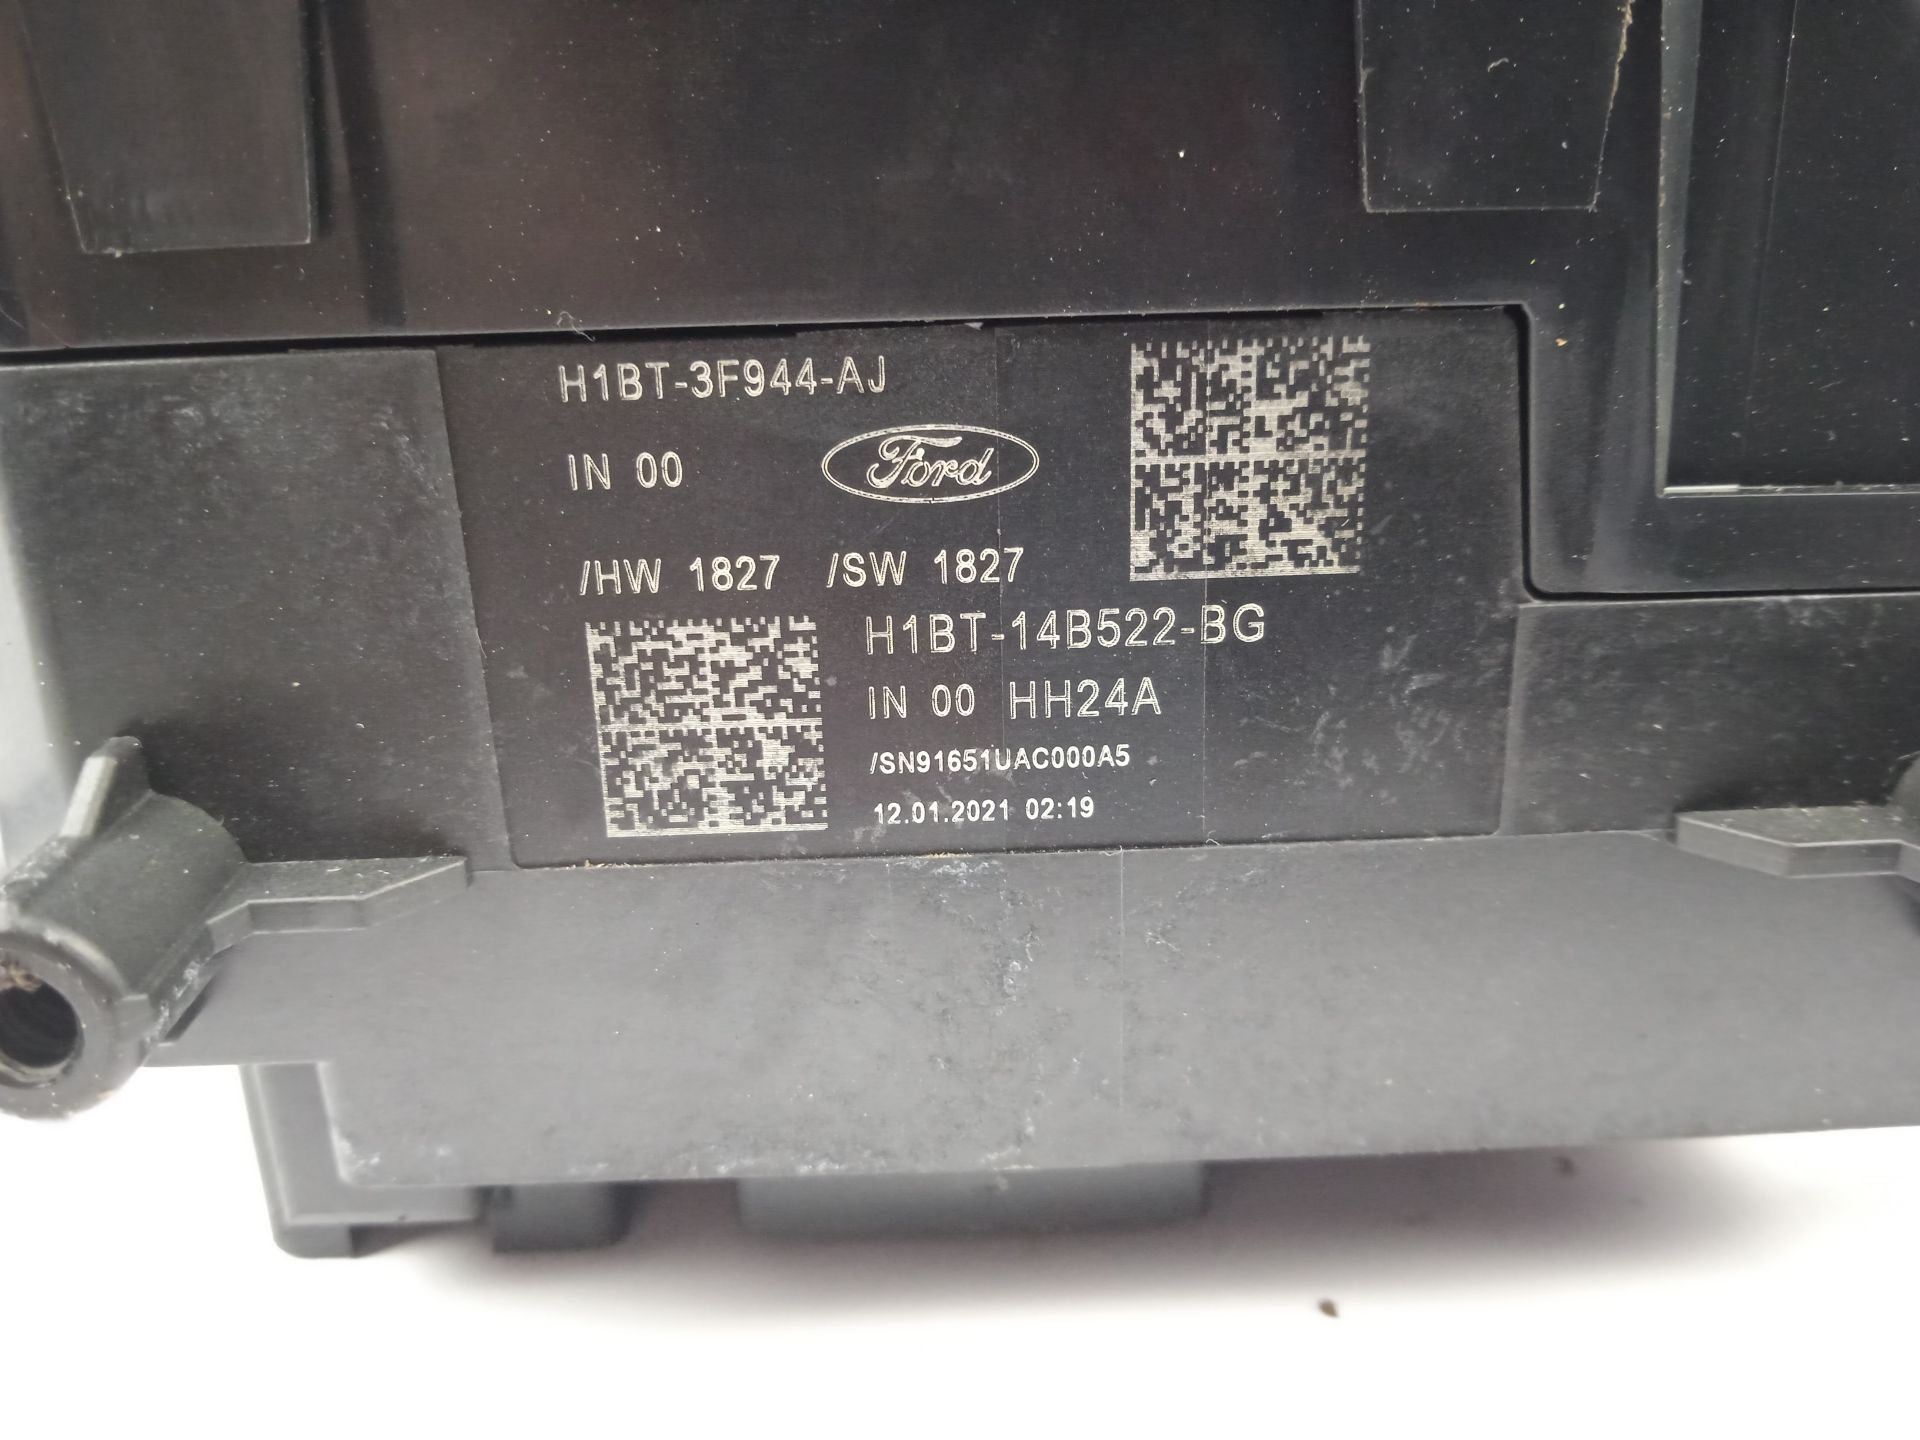 H1BT-3F944-AJ
IN 00
Ford
/HW 1827 /SW 1827
H1BT-14B522-BG
IN 00 HH24A
/SN91651UAC000A5
12.01.2021 02:19